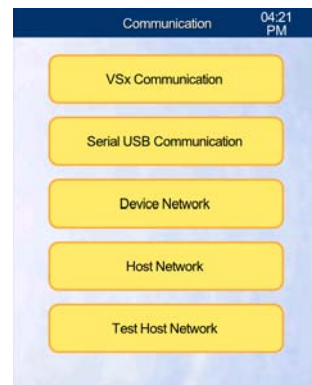 Communication
04:21
PM
VSx Communication
Serial USB Communication
Device Network
Host Network
Test Host Network